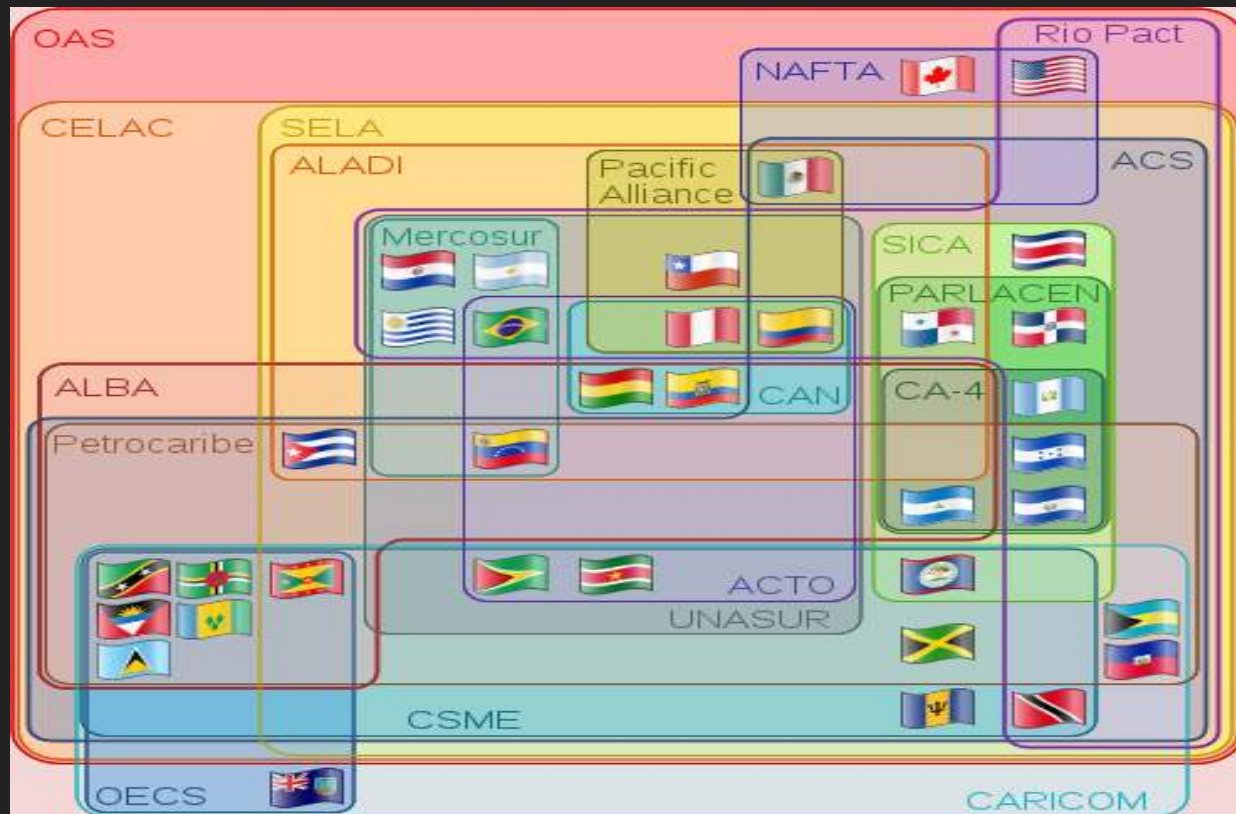 OAS
Rio Pact
NAFTA
CELAC
SELA
ACS
ALADI
Pacific
Alliance
Mercosur
SICA
PARLACEN
ALBA
CAN
CA-4
Petrocaribe
ACTO
UNASUR
CSME
OECS
CARICOM